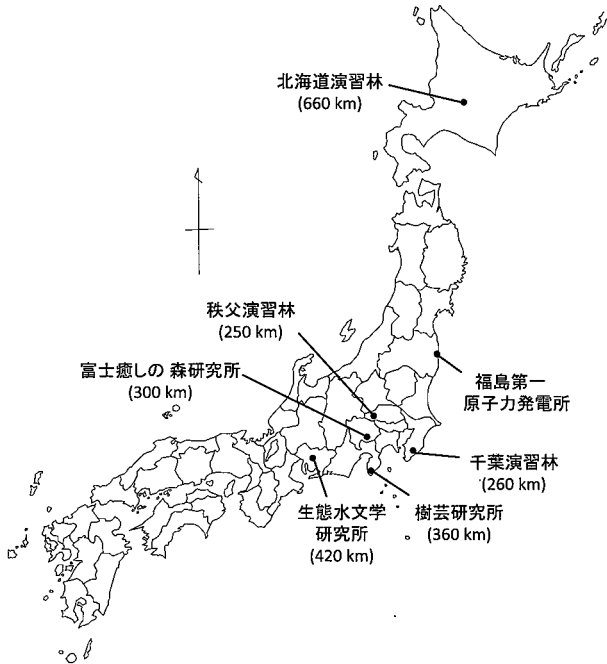 北海道演習林
(660 km)
秩父演習林
(250 km)
富士癒しの 森研究所
(300 km)
福島第一
原子力発電所
千葉演習林
(260 km)
生態水文学
研究所
(420 km)
樹芸研究所
(360 km)